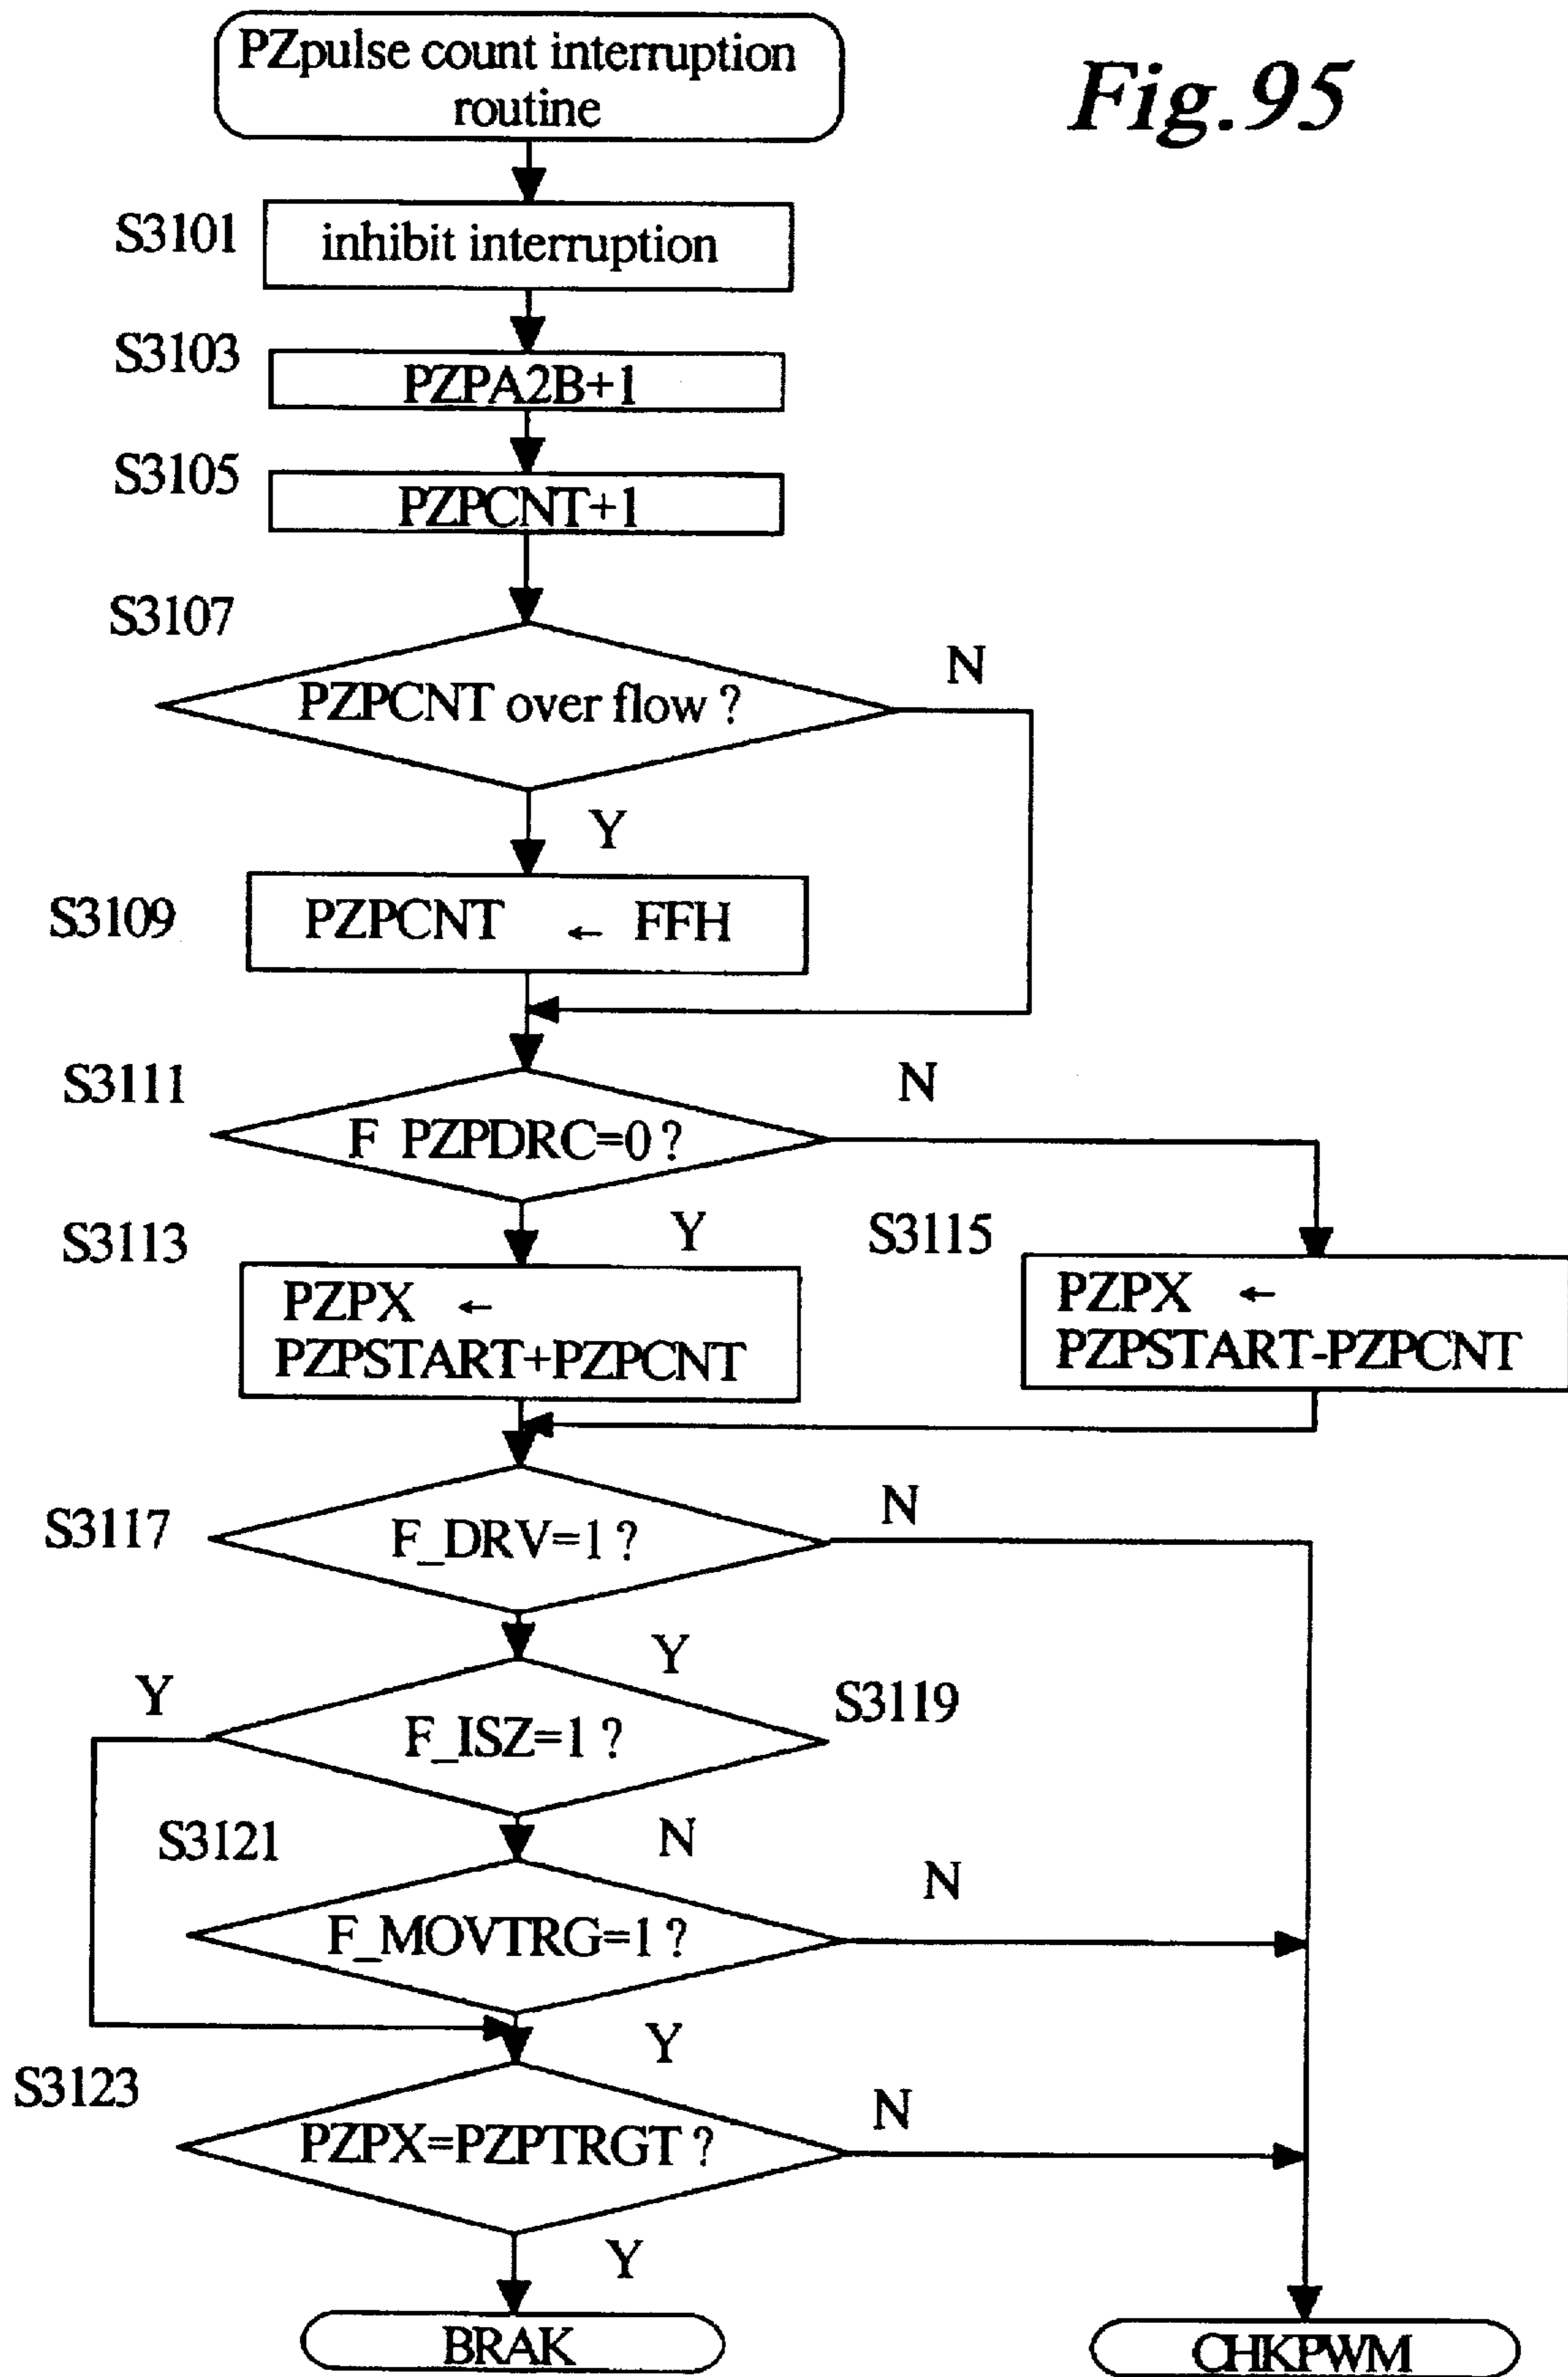 PZpulse count interruption
routine
Fig.95
S3101
inhibit interruption
S3103
PZPA2B+1
S3105
PZPCNT+1
S3107
PZPCNT over flow ?
N
Y
S3109
PZPCNT ← FFH
S3111
F PZPDRC=0 ?
N
S3113
Y
S3115
PZPX ←
PZPSTART+PZPCNT
PZPX ←
PZPSTART-PZPCNT
S3117
F_DRV=1 ?
N
Y
Y
S3119
F_ISZ=1 ?
S3121
N
F_MOVTRG=1 ?
N
Y
S3123
PZPX=PZPTRGT ?
N
Y
BRAK
CHKPWM